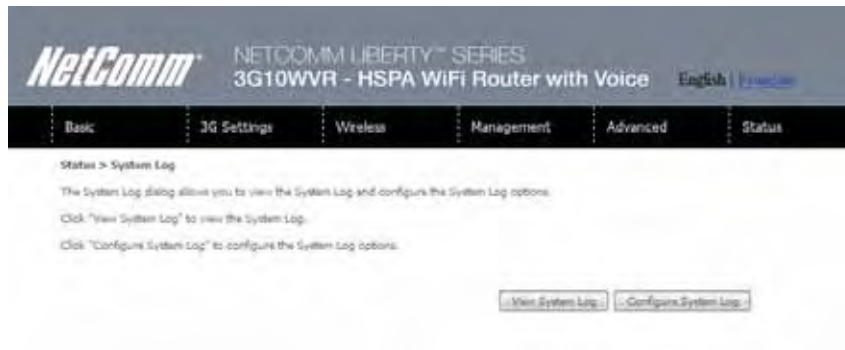 NetComm™ NETCOMM LIBERTY™ SERIES
3G10WVR - HSPA WiFi Router with Voice English | Français
Basic 3G Settings Wireless Management Advanced Status
Status > System Log
The System Log dialog allows you to view the System Log and configure the System Log options.
Click "View System Log" to view the System Log.
Click "Configure System Log" to configure the System Log options.
View System Log Configure System Log